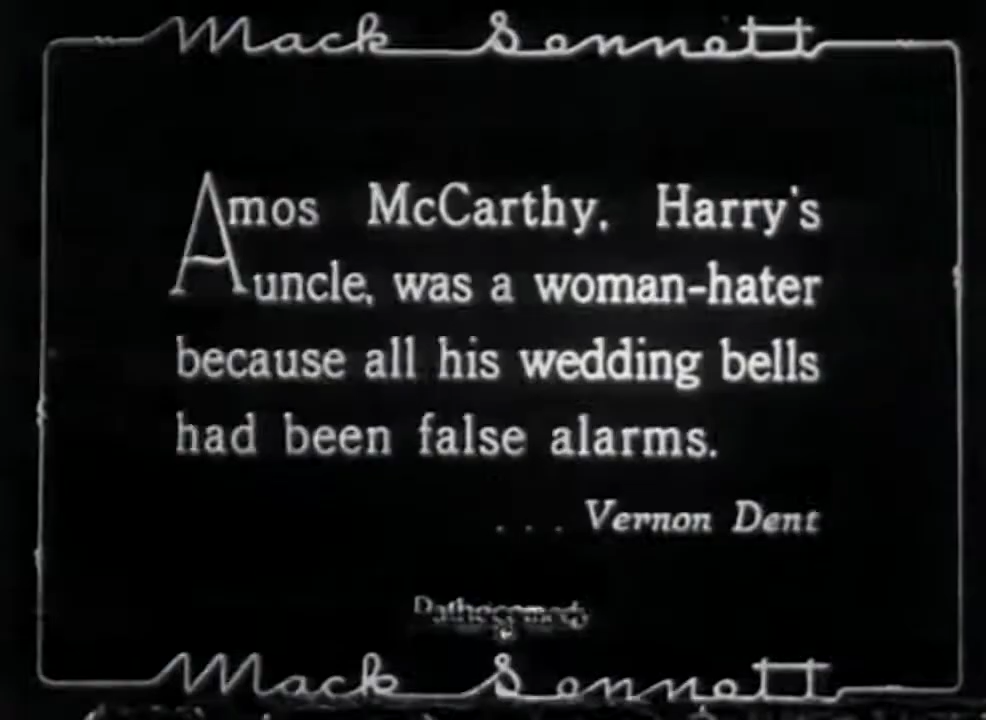 Mack Sennett
Amos McCarthy, Harry's
uncle, was a woman-hater
because all his wedding bells
had been false alarms.
. . . Vernon Dent
Pathécomedy
Mack Sennett